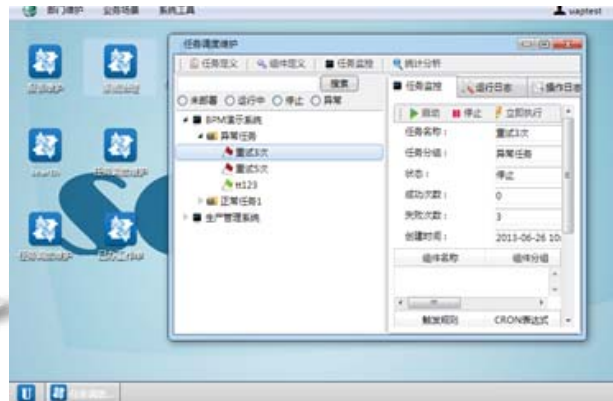 部门维护 业务场景 系统工具 uaptest
任务调度维护
任务定义 组件定义 任务监控 统计分析
搜索
未部署 运行中 停止 异常
BPM演示系统
异常任务
重试3次
重试5次
tt123
正常任务1
生产管理系统
任务监控 运行日志 操作日志
启动 停止 立即执行
任务名称： 重试3次
任务分组： 异常任务
状态： 停止
成功次数： 0
失败次数： 3
创建时间： 2013-06-26 10:
组件名称 组件分组
触发规则 CRON表达式
任务调度...